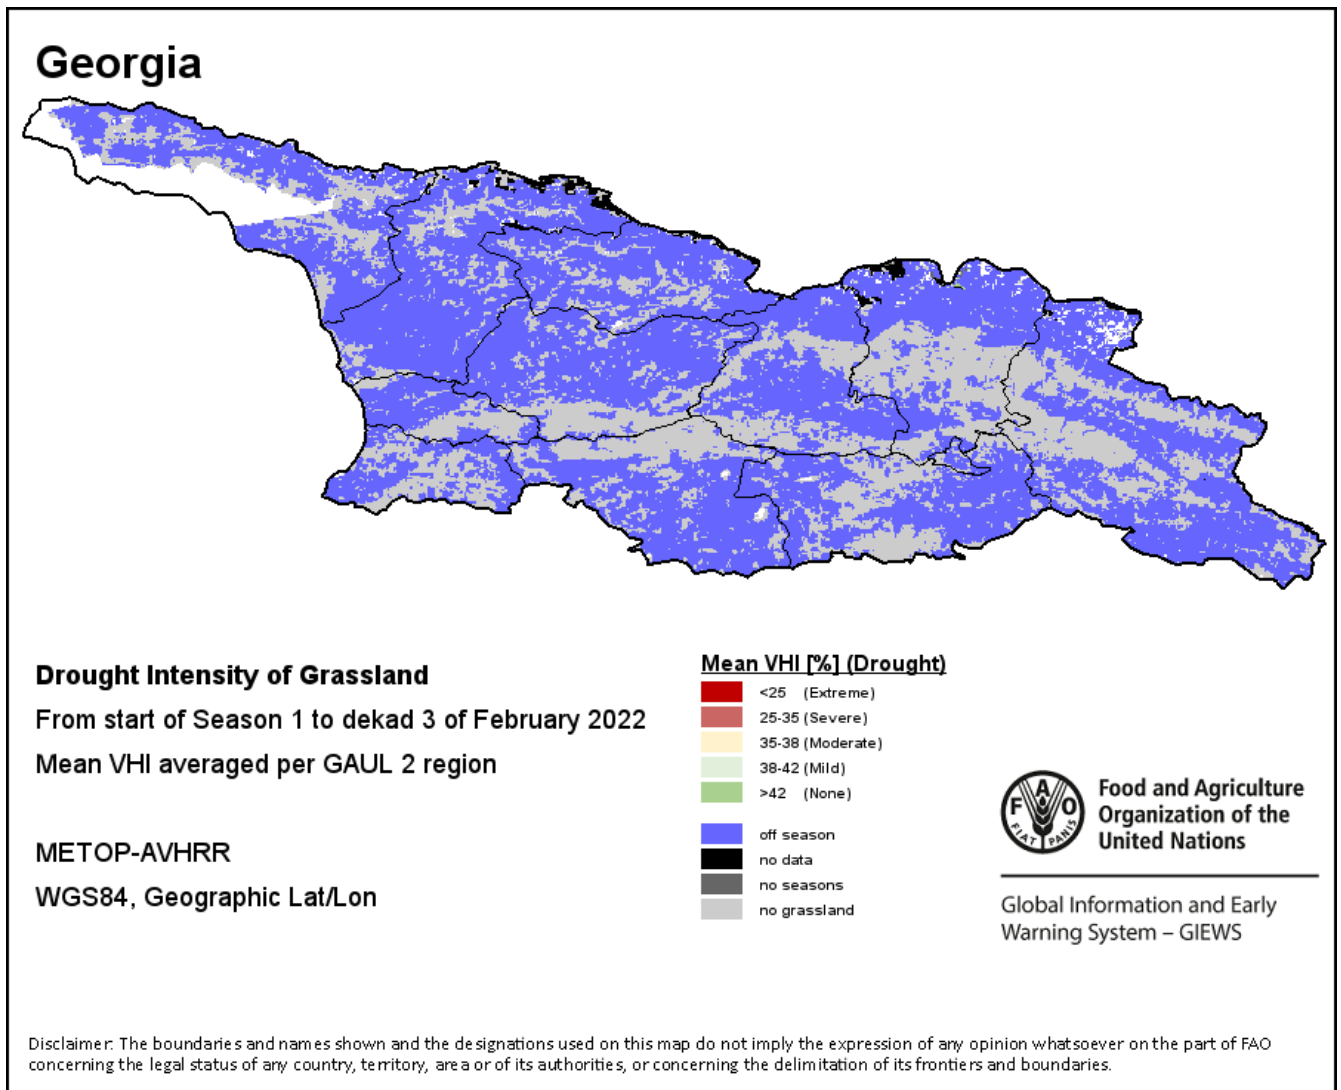 Georgia
Drought Intensity of Grassland
From start of Season 1 to dekad 3 of February 2022
Mean VHI averaged per GAUL 2 region
METOP-AVHRR
WGS84, Geographic Lat/Lon
Mean VHI [%] (Drought)
<25 (Extreme)
25-35 (Severe)
35-38 (Moderate)
38-42 (Mild)
>42 (None)
off season
no data
no seasons
no grassland
F A O
FIAT PANIS
Food and Agriculture
Organization of the
United Nations
Global Information and Early
Warning System – GIEWS
Disclaimer: The boundaries and names shown and the designations used on this map do not imply the expression of any opinion whatsoever on the part of FAO
concerning the legal status of any country, territory, area or of its authorities, or concerning the delimitation of its frontiers and boundaries.